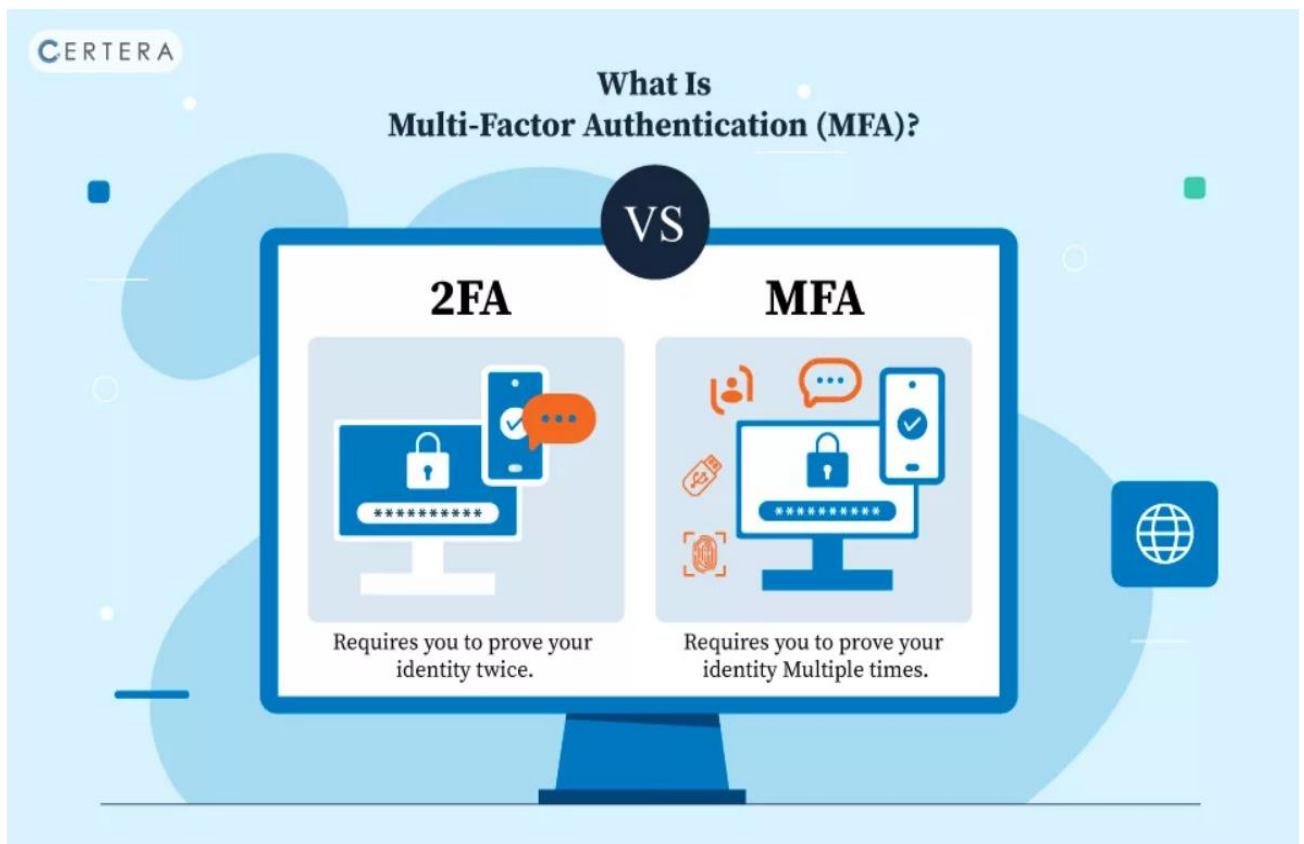 CERTERA
What Is
Multi-Factor Authentication (MFA)?
VS
2FA
MFA
**********
**********
Requires you to prove your
identity twice.
Requires you to prove your
identity Multiple times.